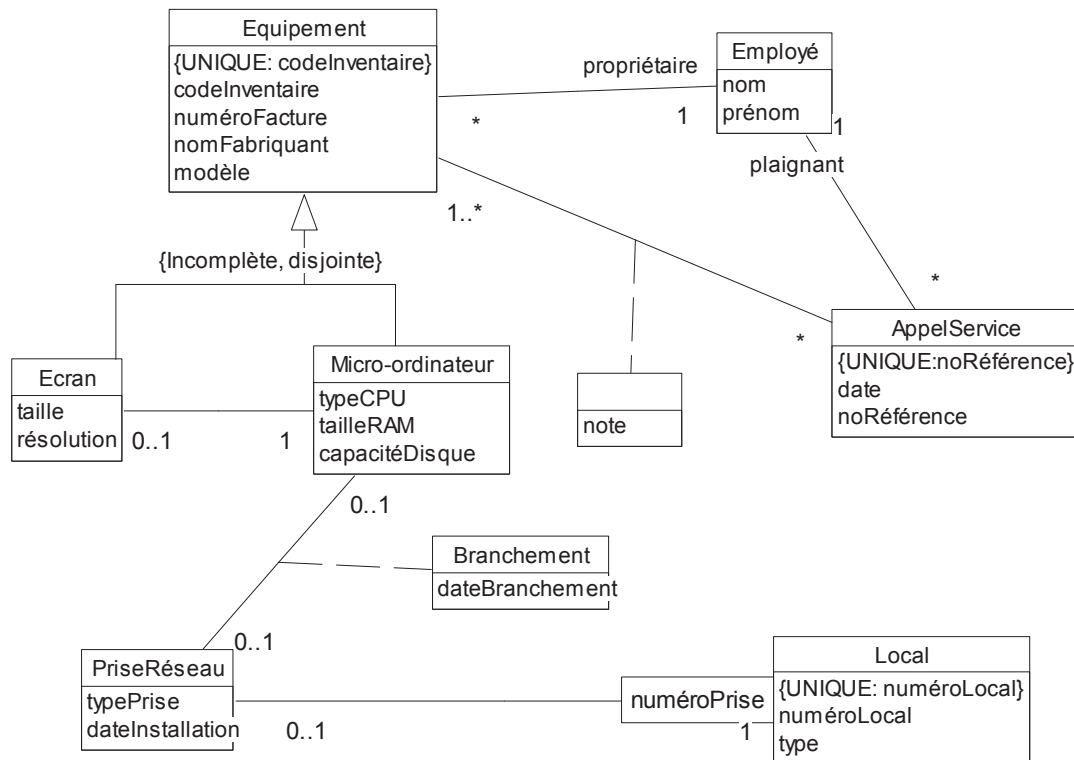 Equipement
{UNIQUE: codeInventaire}
codeInventaire
numéroFacture
nomFabriquant
modèle
propriétaire
*
1
Employé
nom
prénom
1
plaignant
1..*
*
*
{Incomplète, disjointe}
AppelService
{UNIQUE:noRéférence}
date
noRéférence
Ecran
taille
résolution
0..1
1
Micro-ordinateur
typeCPU
tailleRAM
capacitéDisque
note
0..1
Branchement
dateBranchement
0..1
PriseRéseau
typePrise
dateInstallation
0..1
numéroPrise
1
Local
{UNIQUE: numéroLocal}
numéroLocal
type